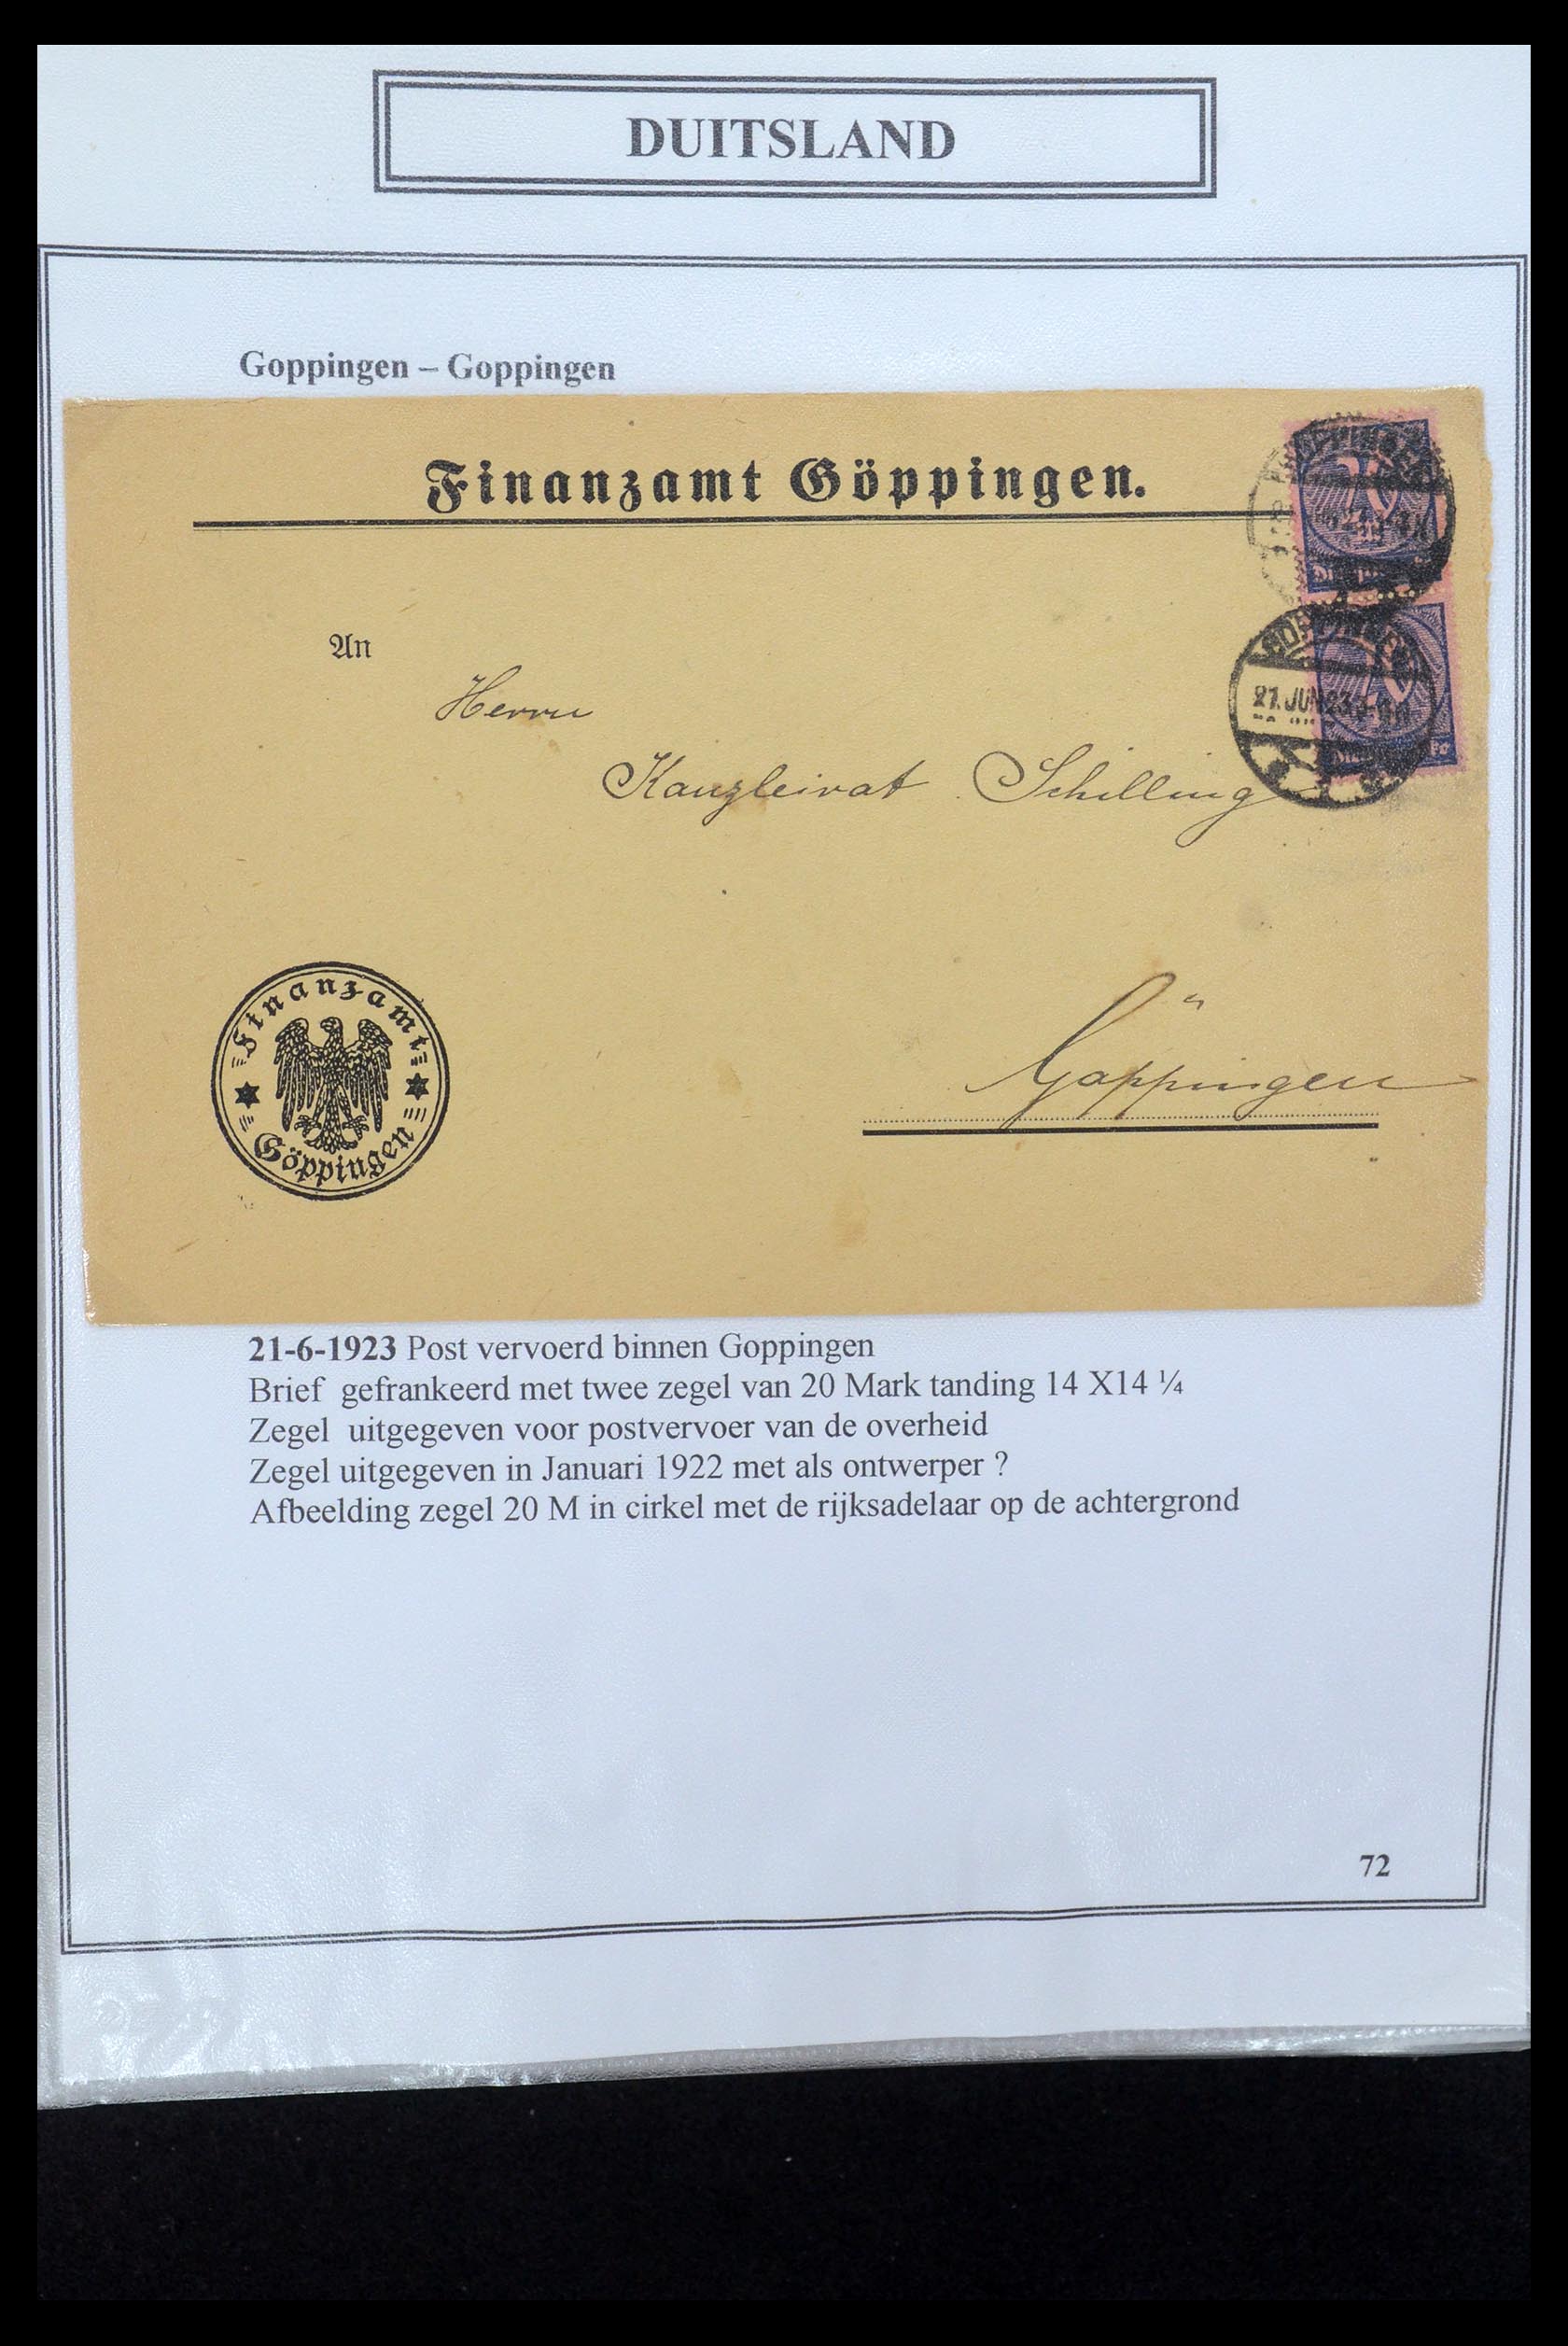 DUITSLAND
Goppingen – Goppingen
Finanzamt Göppingen.
An
Herrn
Kanzleirat Schilling
Göppingen
Finanzamt
Göppingen
21. JUN 23
21-6-1923 Post vervoerd binnen Goppingen
Brief gefrankeerd met twee zegel van 20 Mark tanding 14 X14 ¼
Zegel uitgegeven voor postvervoer van de overheid
Zegel uitgegeven in Januari 1922 met als ontwerper ?
Afbeelding zegel 20 M in cirkel met de rijksadelaar op de achtergrond
72